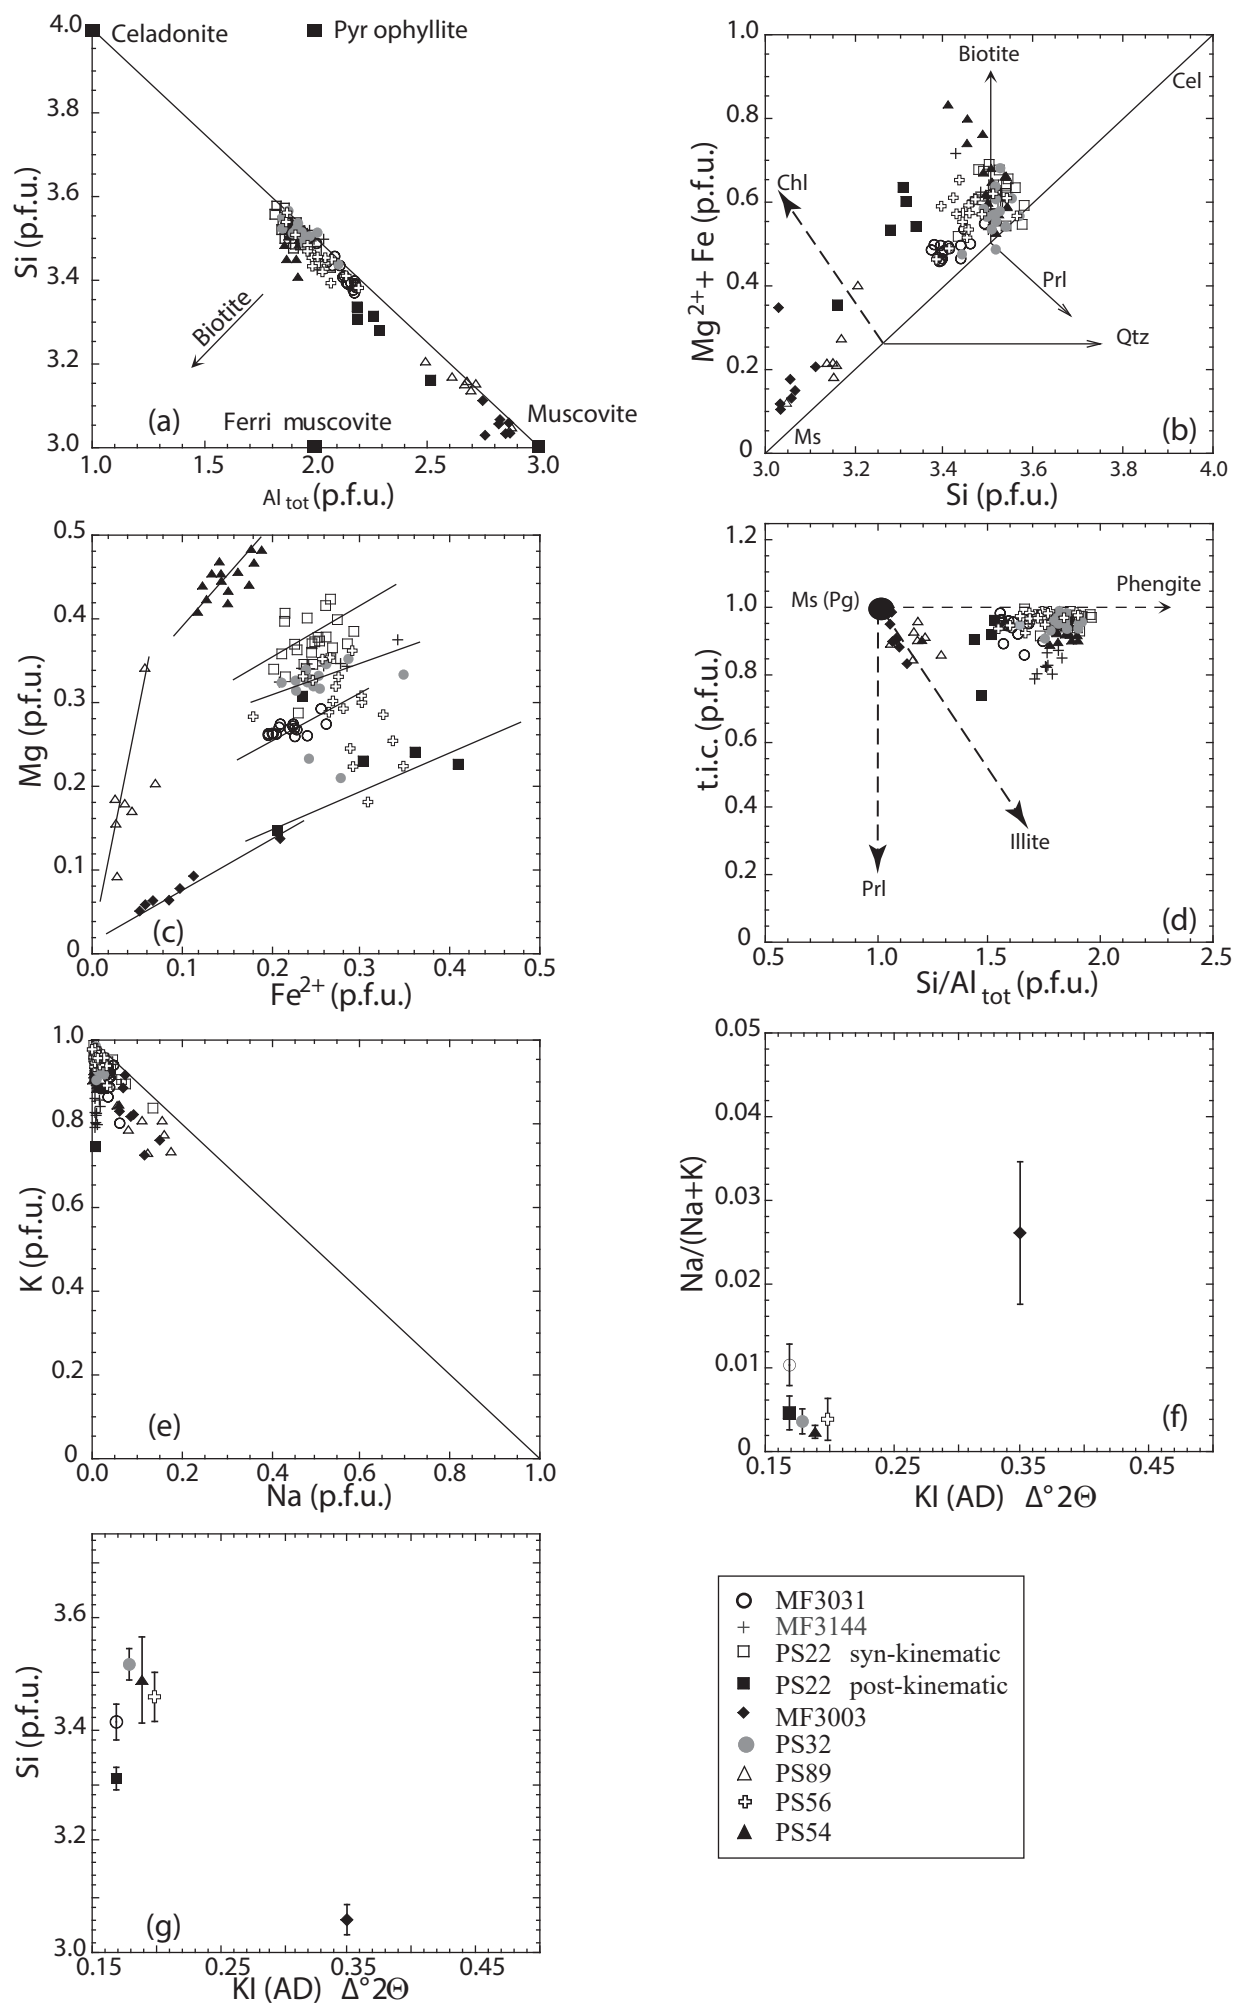 4.0
Celadonite
Pyr ophyllite
3.8
3.6
Si (p.f.u.)
3.4
Biotite
3.2
(a)
Ferri muscovite
Muscovite
3.0
1.0
1.5
2.0
2.5
3.0
Al tot (p.f.u.)
1.0
Biotite
Cel
0.8
Chl
0.6
Mg2+ + Fe (p.f.u.)
0.4
Prl
Qtz
0.2
Ms
(b)
0
3.0
3.2
3.4
3.6
3.8
4.0
Si (p.f.u.)
0.5
0.4
0.3
Mg (p.f.u.)
0.2
0.1
(c)
0
0.0
0.1
0.2
0.3
0.4
0.5
Fe2+ (p.f.u.)
1.2
Ms (Pg)
Phengite
1.0
0.8
t.i.c. (p.f.u.)
0.6
0.4
Illite
0.2
Prl
(d)
0
0.5
1.0
1.5
2.0
2.5
Si/Al tot (p.f.u.)
1.0
0.8
0.6
K (p.f.u.)
0.4
0.2
(e)
0
0.0
0.2
0.4
0.6
0.8
1.0
Na (p.f.u.)
0.05
0.04
0.03
Na/(Na+K)
0.02
0.01
(f)
0
0.15
0.25
0.35
0.45
KI (AD) Δ°2Θ
3.6
3.4
Si (p.f.u.)
3.2
(g)
3.0
0.15
0.25
0.35
0.45
KI (AD) Δ°2Θ
MF3031
MF3144
PS22 syn-kinematic
PS22 post-kinematic
MF3003
PS32
PS89
PS56
PS54